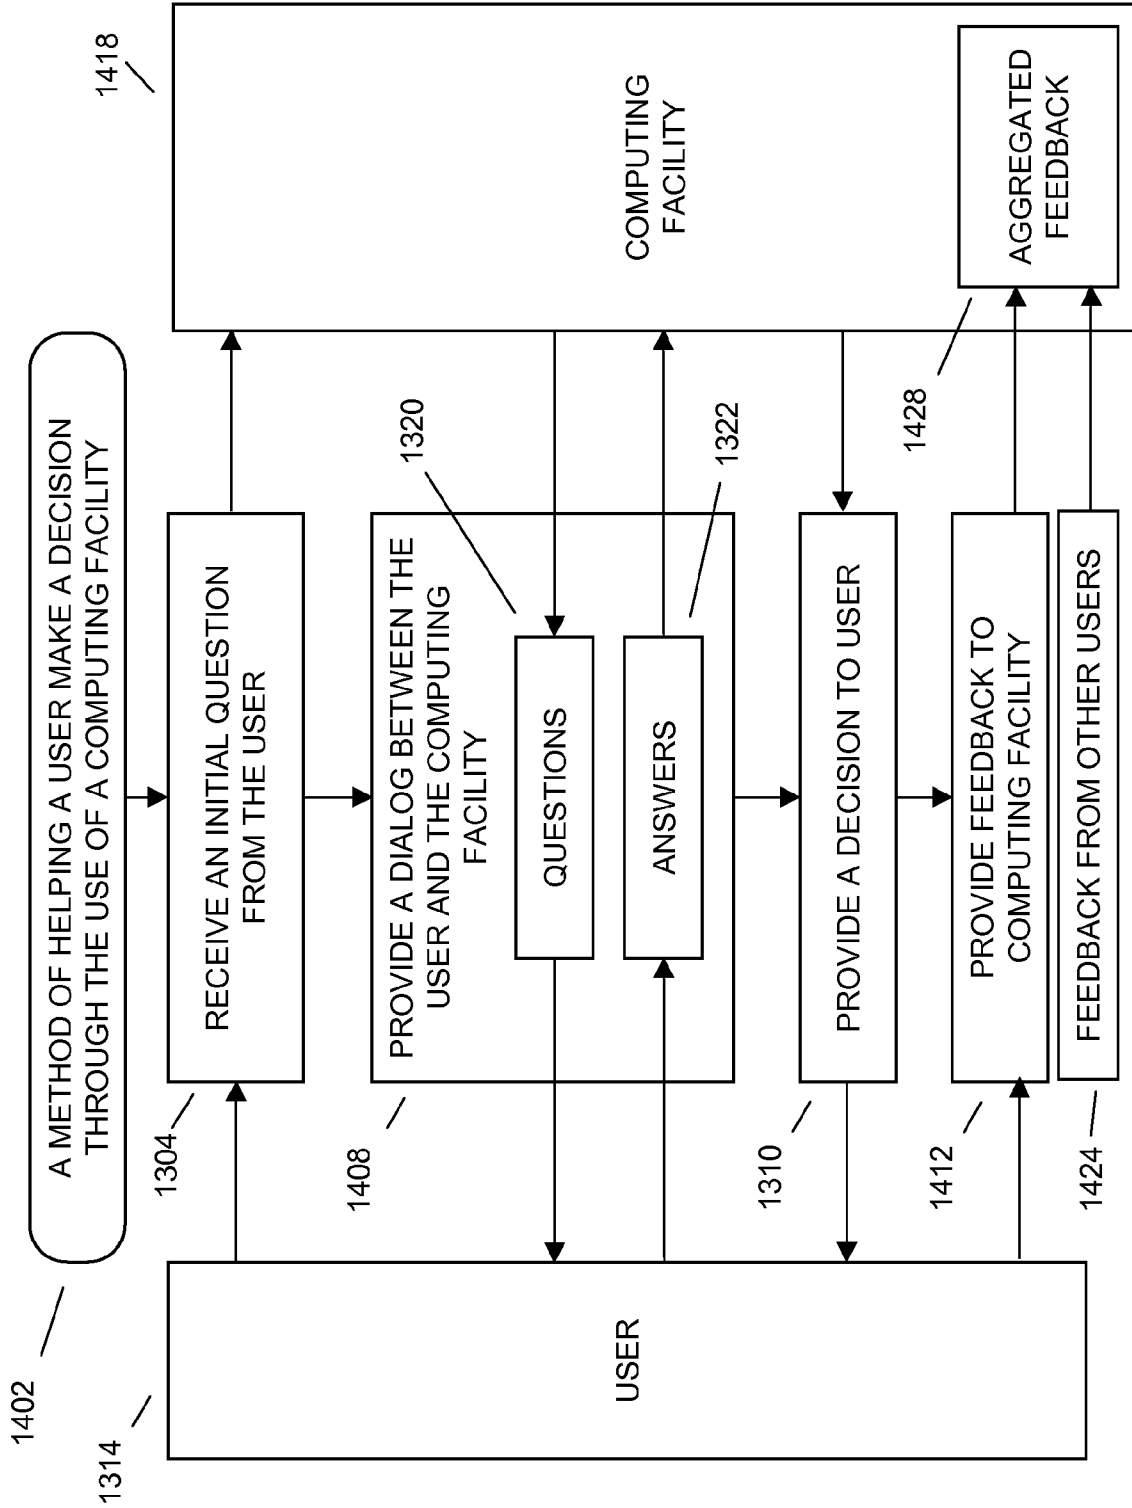 1402
A METHOD OF HELPING A USER MAKE A DECISION
THROUGH THE USE OF A COMPUTING FACILITY
1314
USER
1304
RECEIVE AN INITIAL QUESTION
FROM THE USER
1408
PROVIDE A DIALOG BETWEEN THE
USER AND THE COMPUTING
FACILITY
1320
QUESTIONS
ANSWERS
1322
1310
PROVIDE A DECISION TO USER
1412
PROVIDE FEEDBACK TO
COMPUTING FACILITY
1424
FEEDBACK FROM OTHER USERS
1418
COMPUTING
FACILITY
1428
AGGREGATED
FEEDBACK